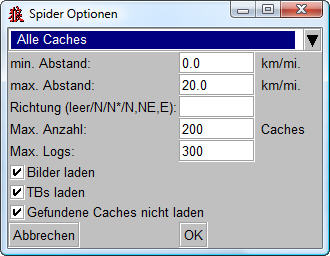 Spider Optionen
Alle Caches
min. Abstand: 0.0 km/mi.
max. Abstand: 20.0 km/mi.
Richtung (leer/N/N*/N,NE,E):
Max. Anzahl: 200 Caches
Max. Logs: 300
Bilder laden
TBs laden
Gefundene Caches nicht laden
Abbrechen OK